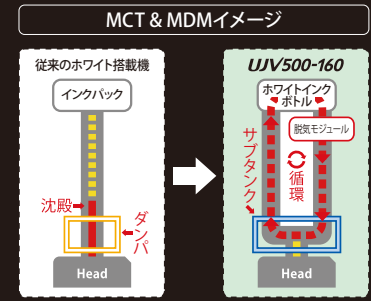 MCT & MDMイメージ
従来のホワイト搭載機
インクパック
沈殿
ダンパ
Head
UJV500-160
ホワイトインク
ボトル
脱気モジュール
サブタンク
循環
Head